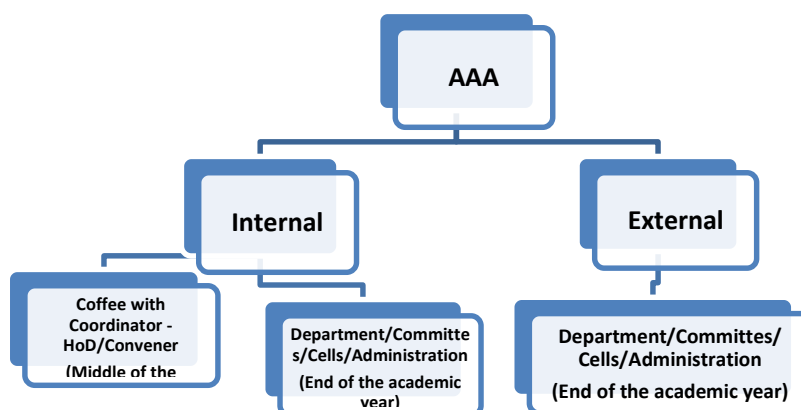 AAA
Internal
External
Coffee with
Coordinator -
HoD/Convener
(Middle of the
Department/Committe
s/Cells/Administration
(End of the academic
year)
Department/Committes/
Cells/Administration
(End of the academic year)